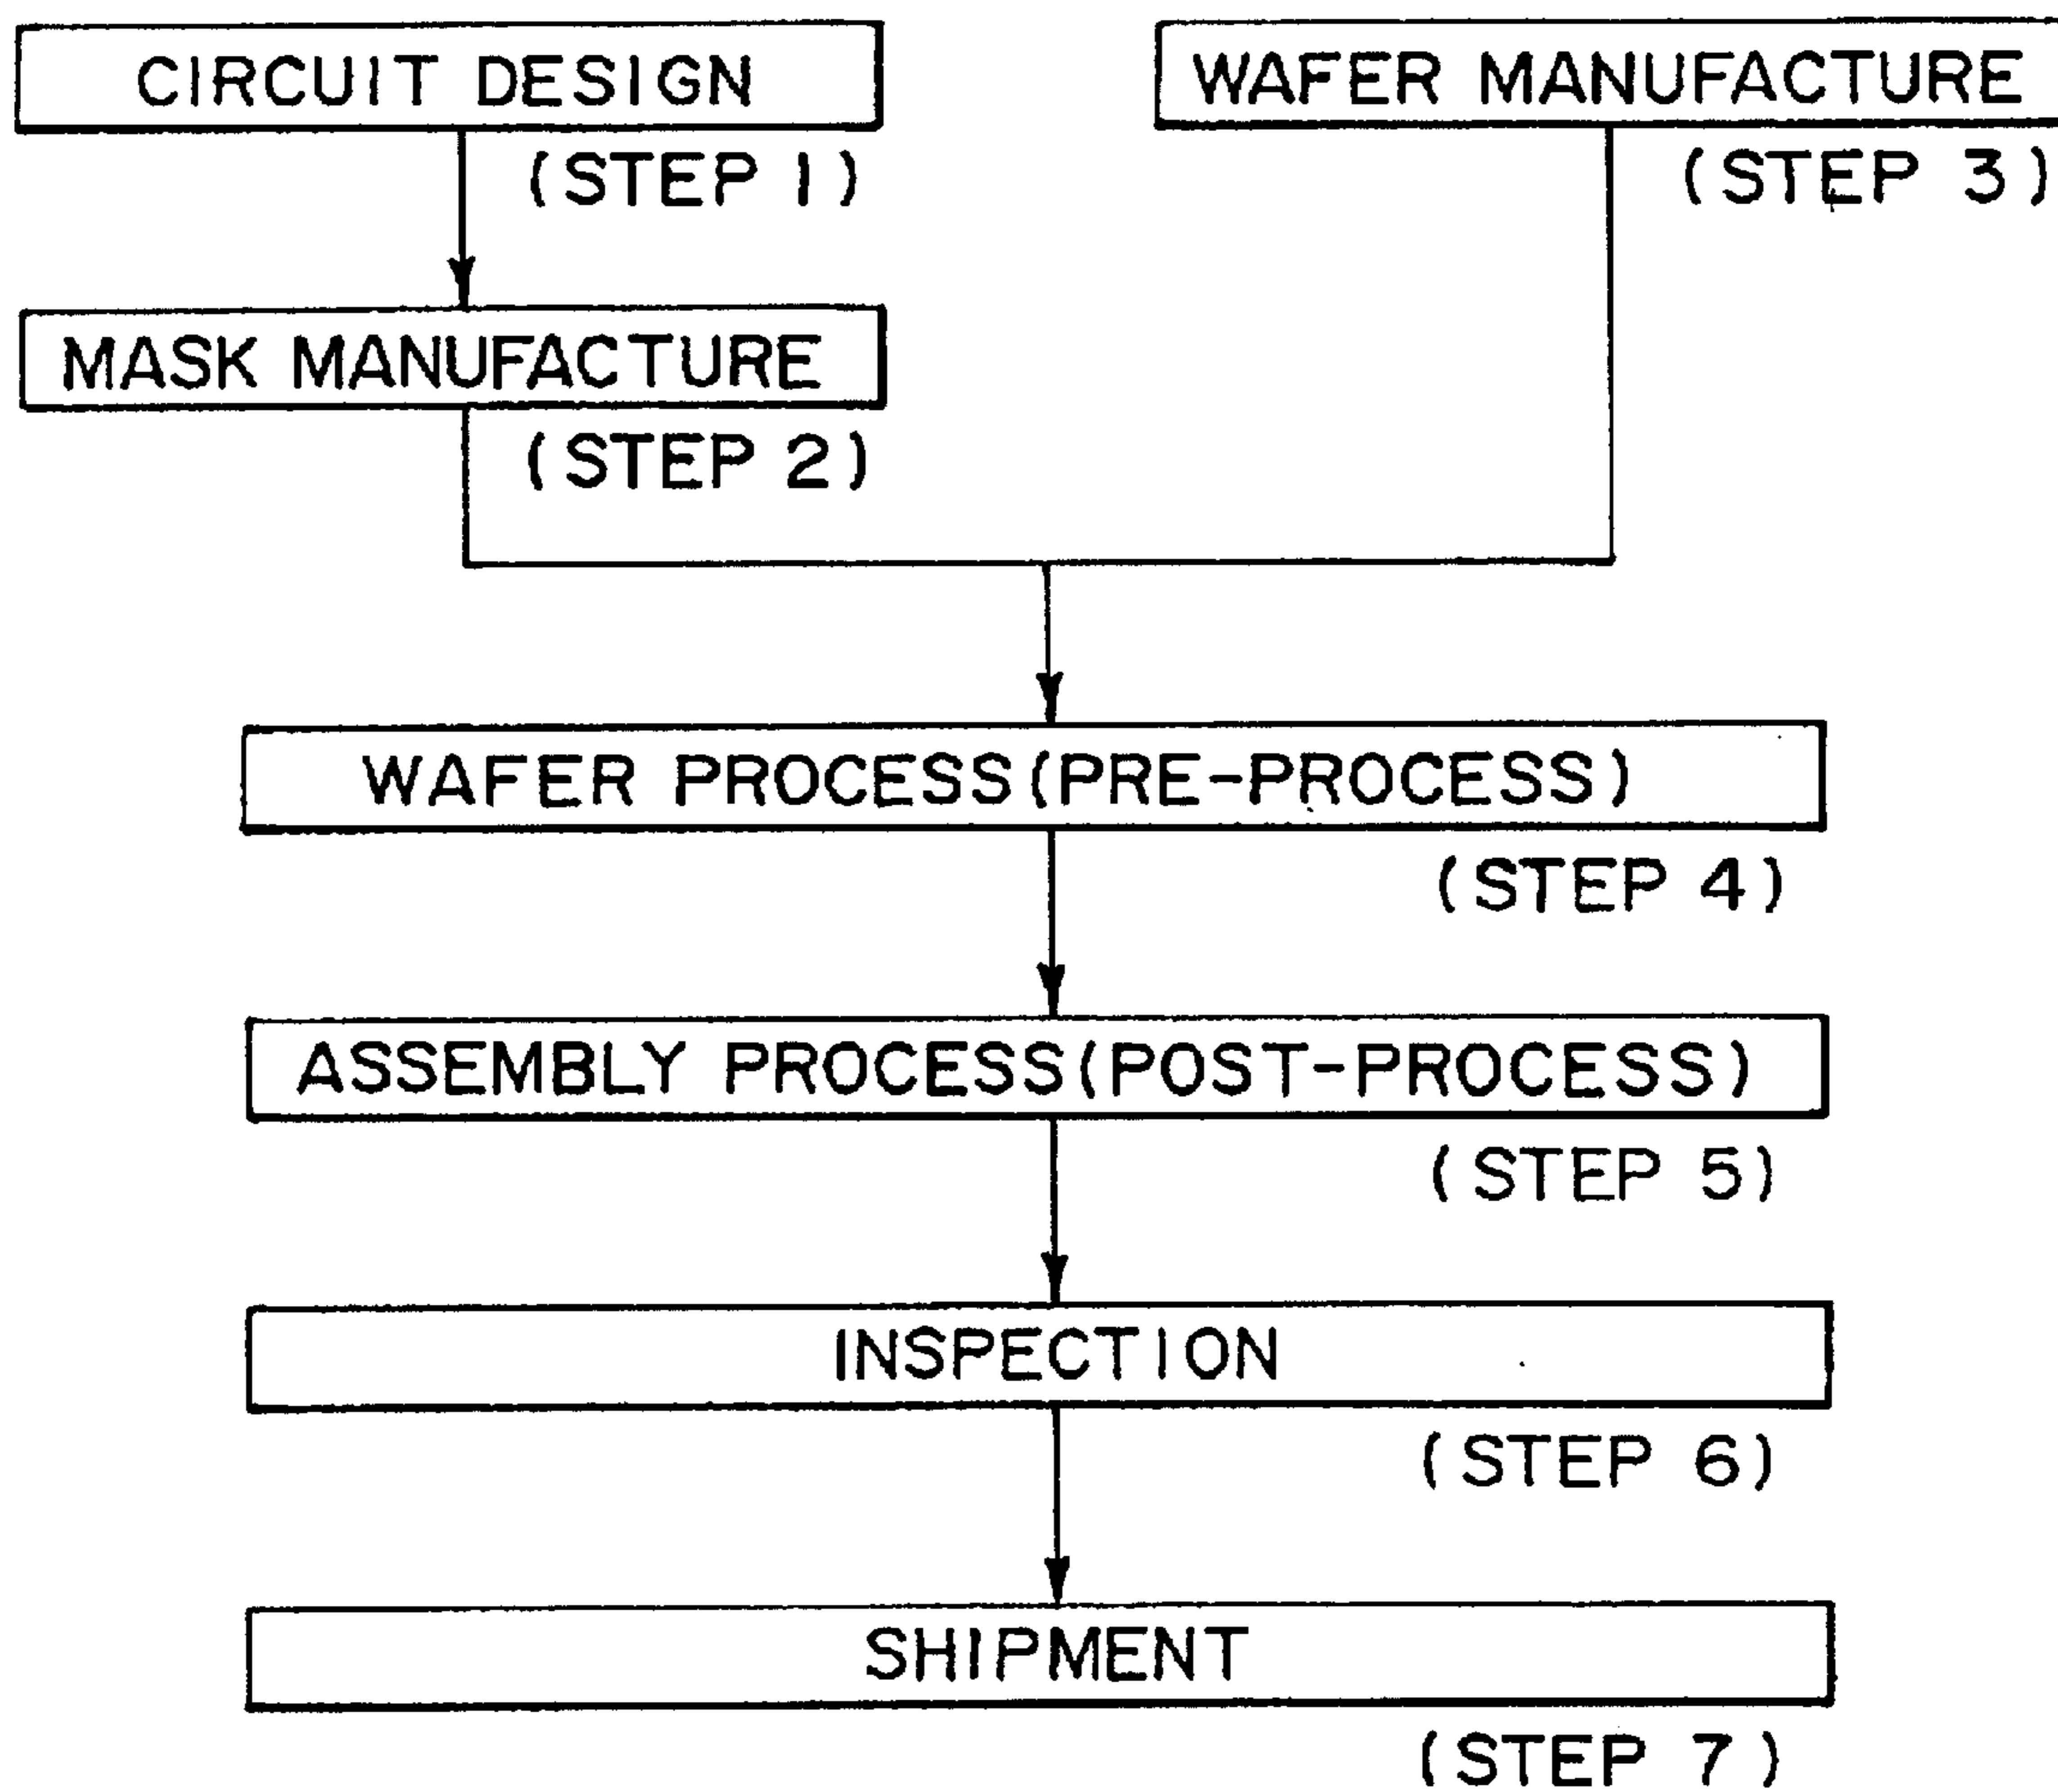 CIRCUIT DESIGN
(STEP 1)
WAFER MANUFACTURE
(STEP 3)
MASK MANUFACTURE
(STEP 2)
WAFER PROCESS(PRE-PROCESS)
(STEP 4)
ASSEMBLY PROCESS(POST-PROCESS)
(STEP 5)
INSPECTION
(STEP 6)
SHIPMENT
(STEP 7)